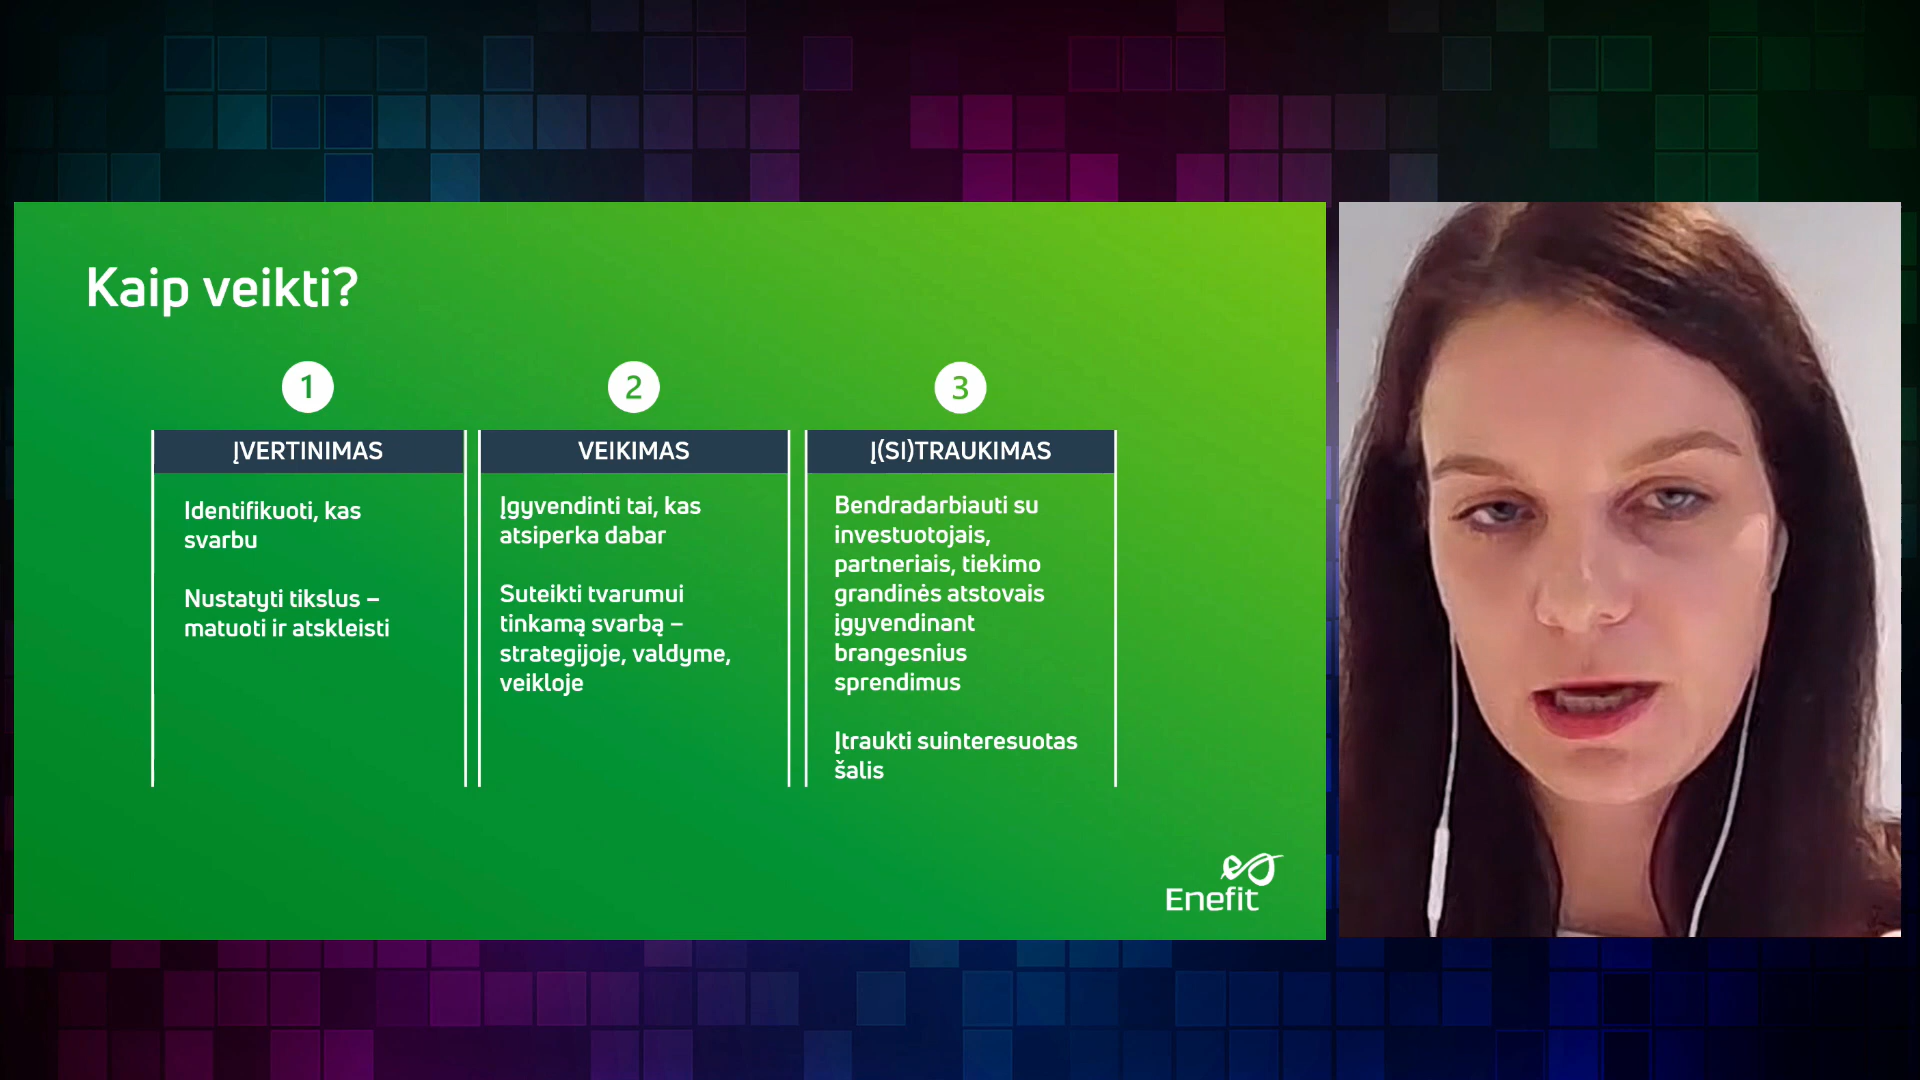 Kaip veikti?
1
ĮVERTINIMAS
Identifikuoti, kas
svarbu
Nustatyti tikslus –
matuoti ir atskleisti
2
VEIKIMAS
Įgyvendinti tai, kas
atsiperka dabar
Suteikti tvarumui
tinkamą svarbą –
strategijoje, valdyme,
veikloje
3
Į(SI)TRAUKIMAS
Bendradarbiauti su
investuotojais,
partneriais, tiekimo
grandinės atstovais
įgyvendinant
brangesnius
sprendimus
Įtraukti suinteresuotas
šalis
Enefit